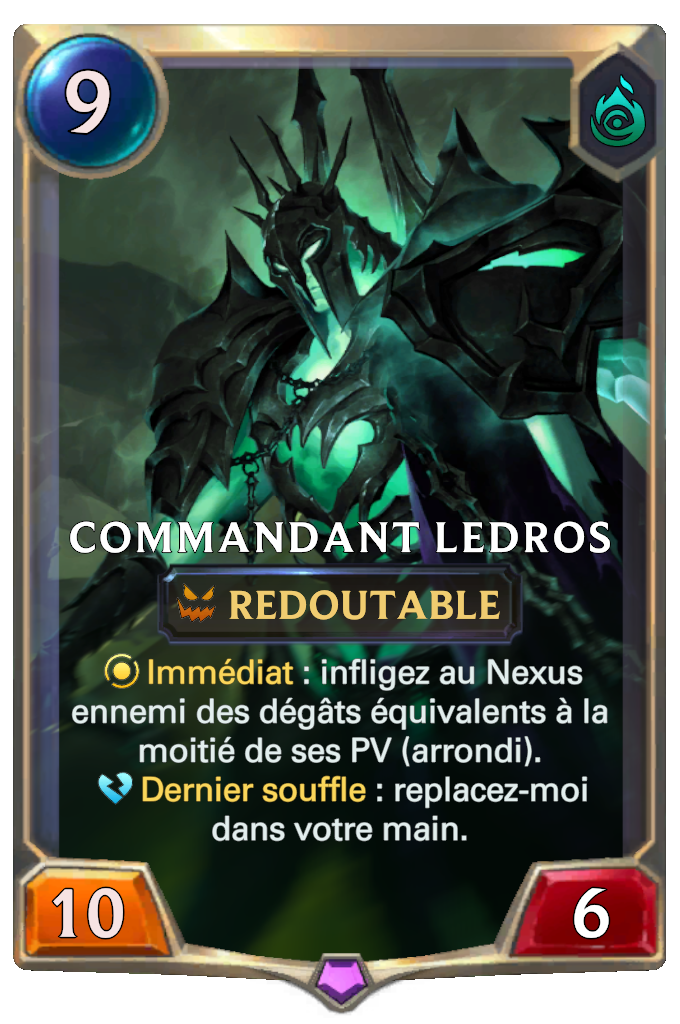 9
COMMANDANT LEDROS
REDOUTABLE
Immédiat : infligez au Nexus
ennemi des dégâts équivalents à la
moitié de ses PV (arrondi).
Dernier souffle : replacez-moi
dans votre main.
10
6